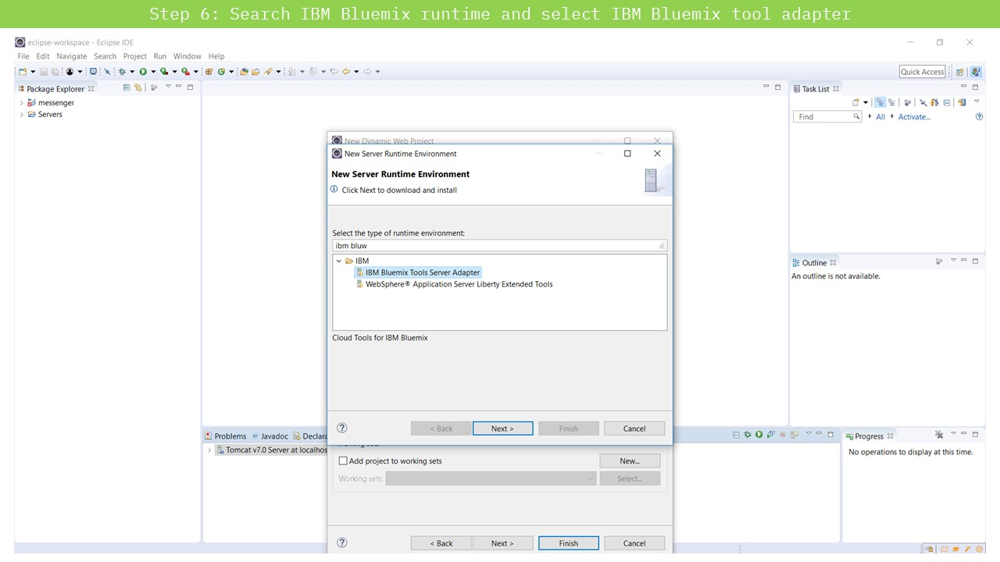 Step 6: Search IBM Bluemix runtime and select IBM Bluemix tool adapter
eclipse-workspace - Eclipse IDE
File Edit Navigate Search Project Run Window Help
Quick Access
Package Explorer
messenger
Servers
Task List
Find
All
Activate...
New Dynamic Web Project
New Server Runtime Environment
New Server Runtime Environment
Click Next to download and install
Select the type of runtime environment:
ibm bluw
IBM
IBM Bluemix Tools Server Adapter
WebSphere® Application Server Liberty Extended Tools
Cloud Tools for IBM Bluemix
< Back Next > Finish Cancel
Outline
An outline is not available.
Problems Javadoc Declara
Tomcat v7.0 Server at localhos
Working sets
Add project to working sets New...
Working sets: Select...
< Back Next > Finish Cancel
Progress
No operations to display at this time.